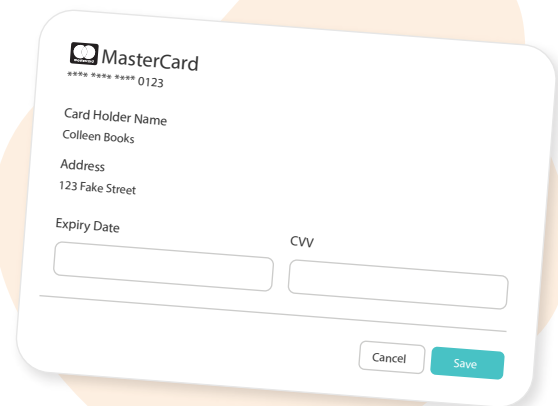 MasterCard
**** **** **** 0123
Card Holder Name
Colleen Books
Address
123 Fake Street
Expiry Date
CVV
Cancel
Save